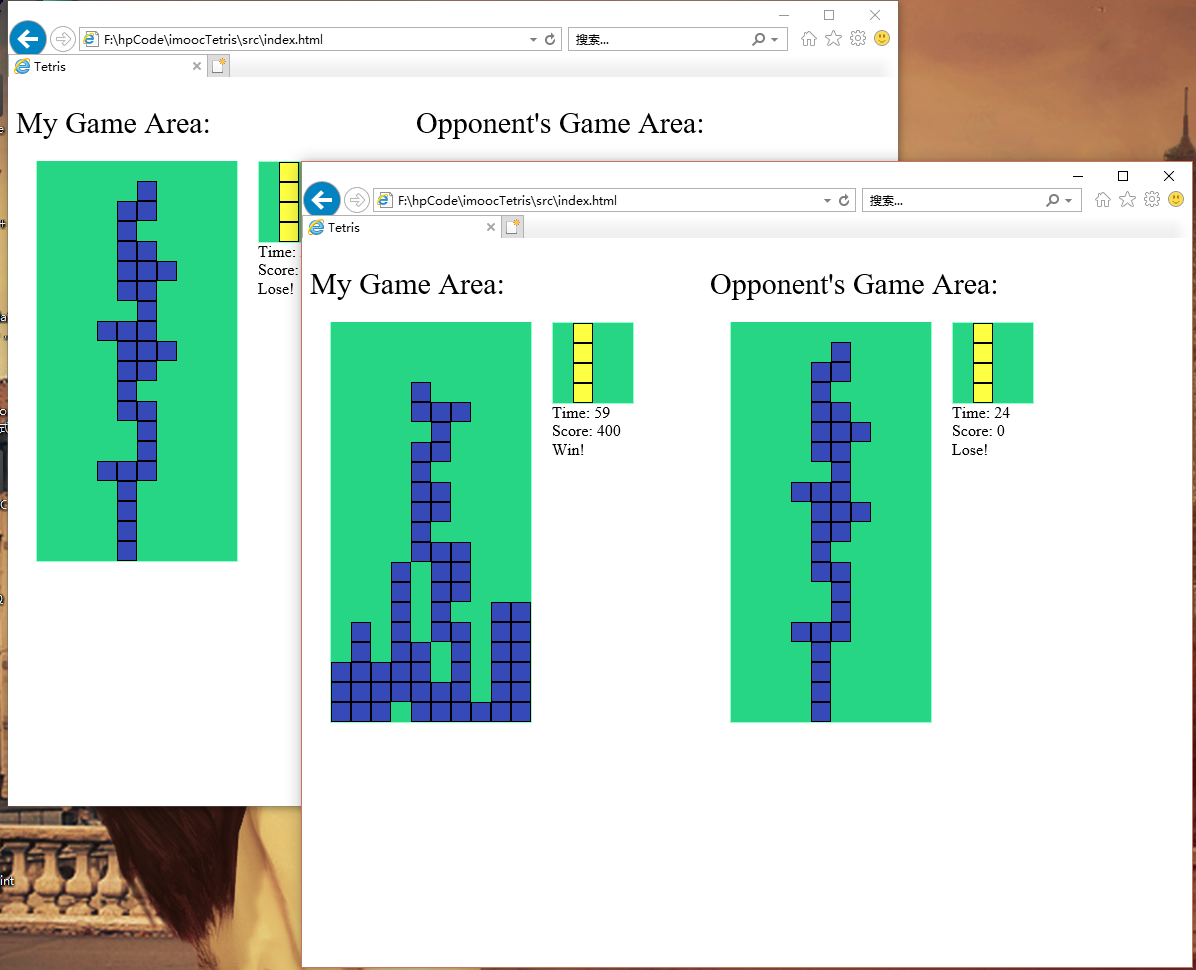 F:\hpCode\imoocTetris\src\index.html
搜索...
Tetris
My Game Area:
Opponent's Game Area:
Time:
Score:
Lose!
F:\hpCode\imoocTetris\src\index.html
搜索...
Tetris
My Game Area:
Opponent's Game Area:
Time: 59
Score: 400
Win!
Time: 24
Score: 0
Lose!
int